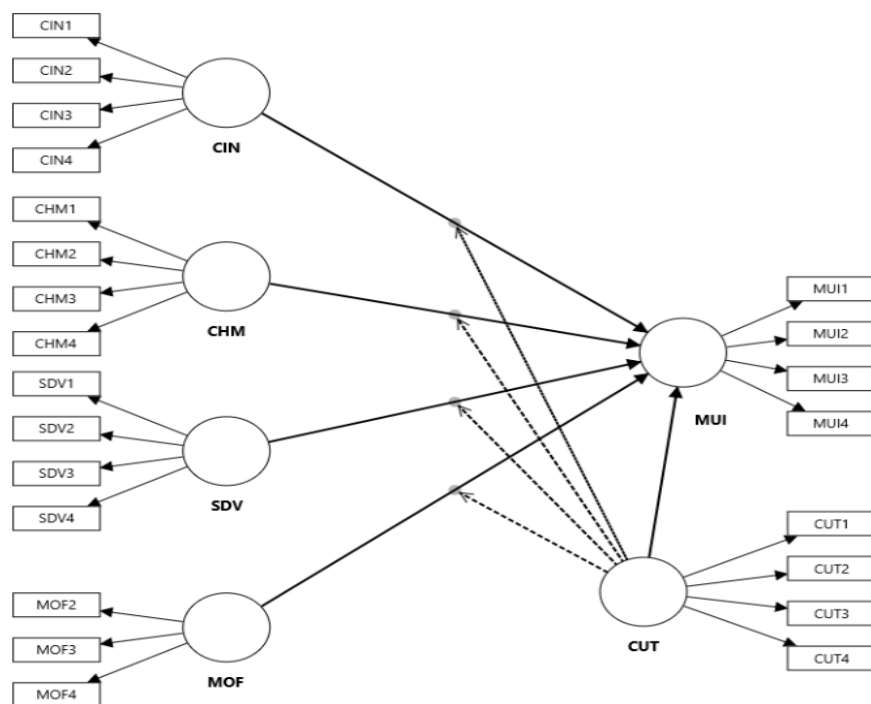 CIN1
CIN2
CIN3
CIN4
CIN
CHM1
CHM2
CHM3
CHM4
CHM
SDV1
SDV2
SDV3
SDV4
SDV
MOF2
MOF3
MOF4
MOF
MUI1
MUI2
MUI3
MUI4
MUI
CUT1
CUT2
CUT3
CUT4
CUT